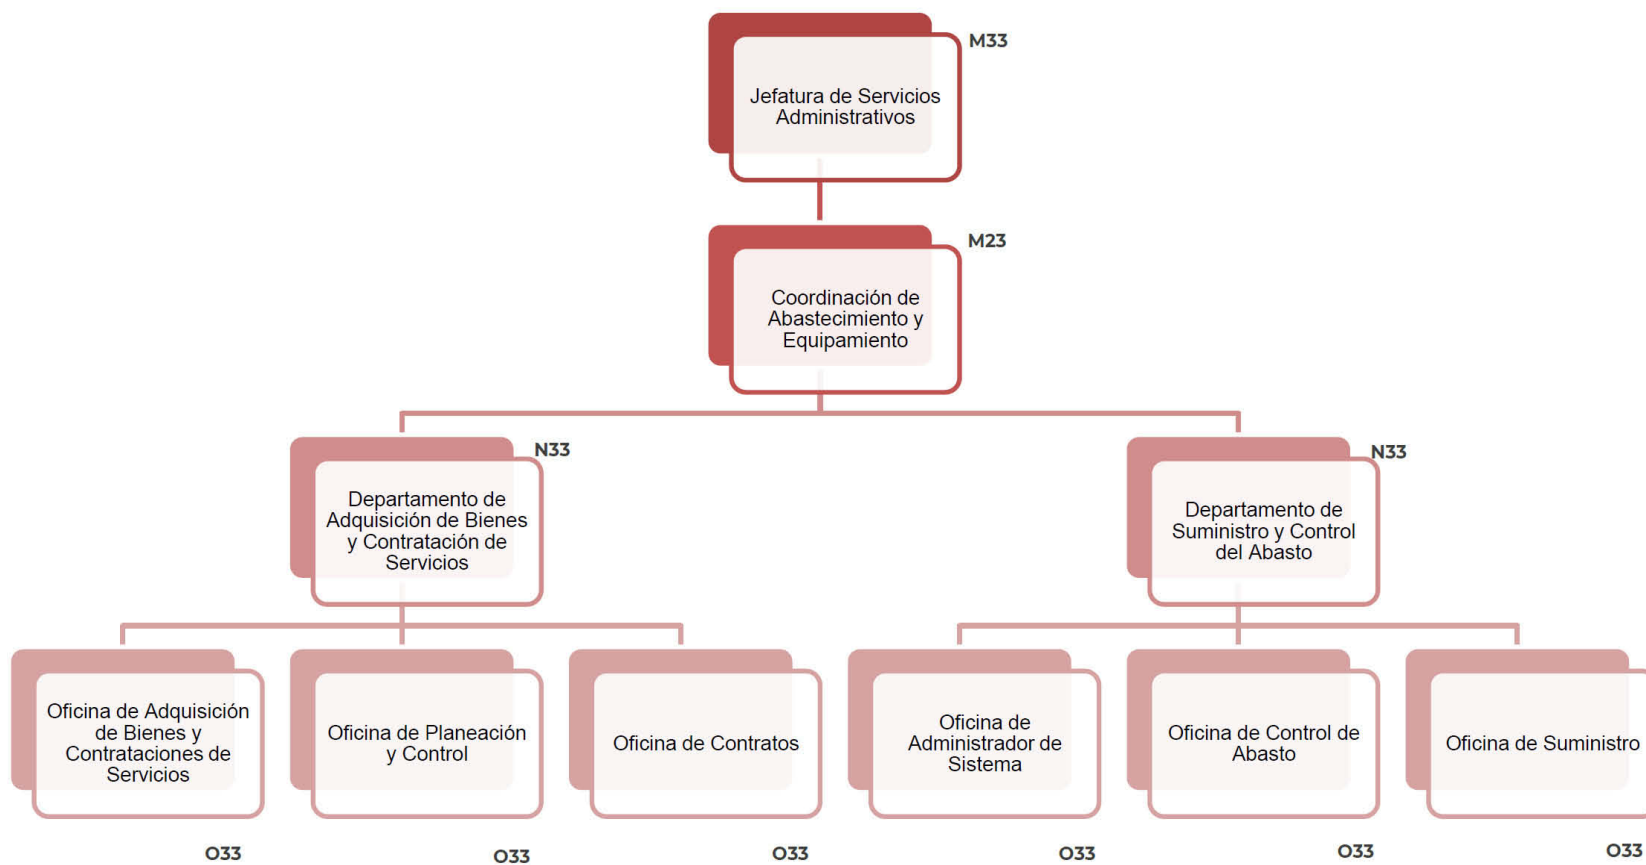 M33
Jefatura de Servicios
Administrativos
M23
Coordinación de
Abastecimiento y
Equipamiento
N33
Departamento de
Adquisición de Bienes
y Contratación de
Servicios
N33
Departamento de
Suministro y Control
del Abasto
Oficina de Adquisición
de Bienes y
Contrataciones de
Servicios
Oficina de Planeación
y Control
Oficina de Contratos
Oficina de
Administrador de
Sistema
Oficina de Control de
Abasto
Oficina de Suministro
O33
O33
O33
O33
O33
O33